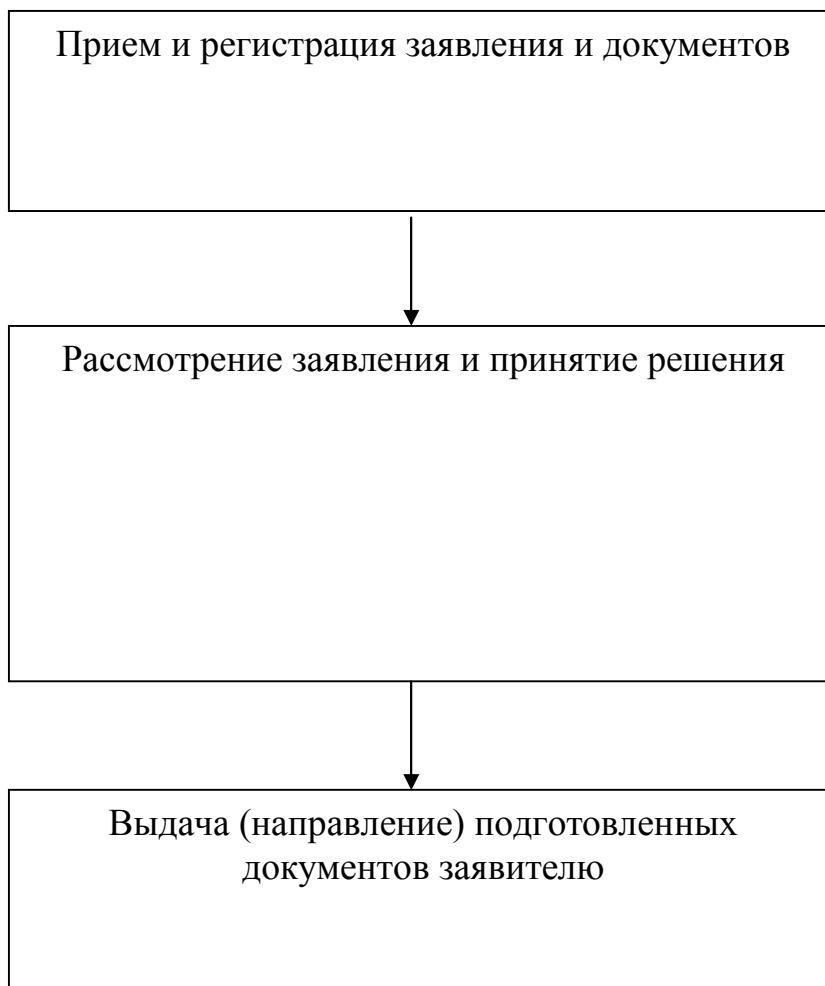 Прием и регистрация заявления и документов
Рассмотрение заявления и принятие решения
Выдача (направление) подготовленных
документов заявителю